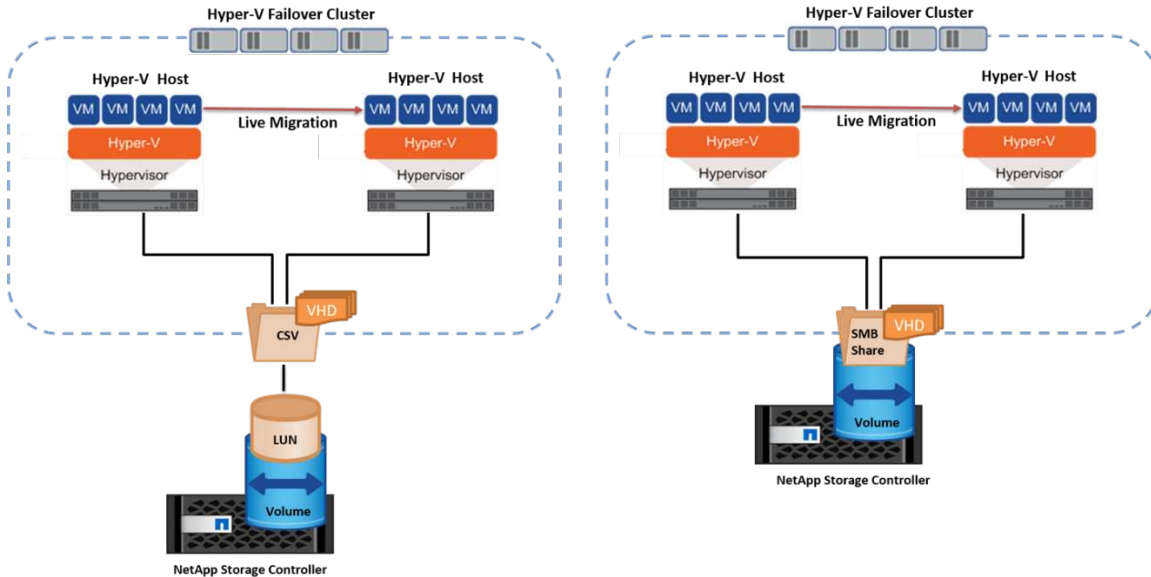 Hyper-V Failover Cluster
Hyper-V Host
Hyper-V Host
VM VM VM VM
VM VM VM VM
Live Migration
Hyper-V
Hyper-V
Hypervisor
Hypervisor
VHD
CSV
LUN
Volume
NetApp Storage Controller
Hyper-V Failover Cluster
Hyper-V Host
Hyper-V Host
VM VM VM VM
VM VM VM VM
Live Migration
Hyper-V
Hyper-V
Hypervisor
Hypervisor
SMB
Share
VHD
Volume
NetApp Storage Controller